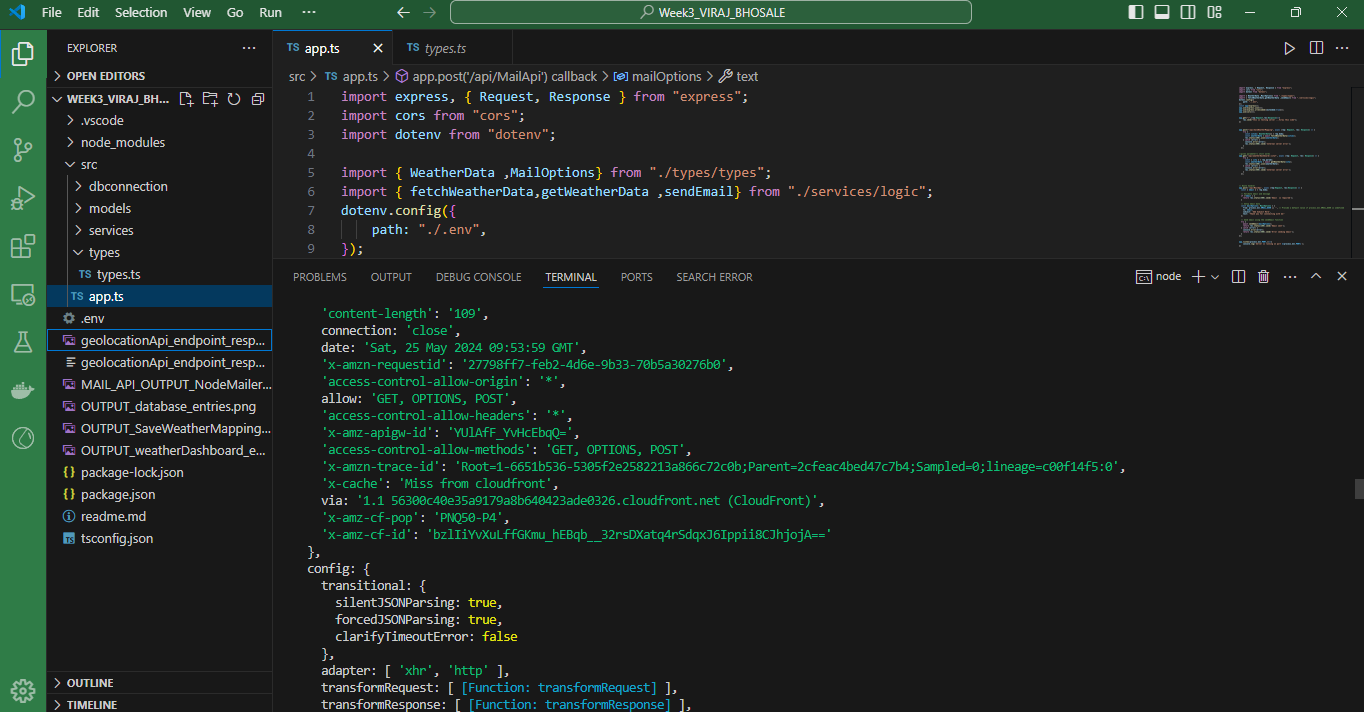 File Edit Selection View Go Run ··· Week3_VIRAJ_BHOSALE
EXPLORER ···
OPEN EDITORS
WEEK3_VIRAJ_BH...
.vscode
node_modules
src
dbconnection
models
services
types
TS types.ts
TS app.ts
.env
geolocationApi_endpoint_resp...
geolocationApi_endpoint_resp...
MAIL_API_OUTPUT_NodeMailer...
OUTPUT_database_entries.png
OUTPUT_SaveWeatherMapping...
OUTPUT_weatherDashboard_e...
{} package-lock.json
{} package.json
readme.md
TS tsconfig.json
OUTLINE
TIMELINE
TS app.ts TS types.ts
src > TS app.ts > app.post('/api/MailApi') callback > mailOptions > text
1 import express, { Request, Response } from "express";
2 import cors from "cors";
3 import dotenv from "dotenv";
4
5 import { WeatherData ,MailOptions} from "./types/types";
6 import { fetchWeatherData,getWeatherData ,sendEmail} from "./services/logic";
7 dotenv.config({
8 path: "./.env",
9 });
PROBLEMS OUTPUT DEBUG CONSOLE TERMINAL PORTS SEARCH ERROR node
'content-length': '109',
connection: 'close',
date: 'Sat, 25 May 2024 09:53:59 GMT',
'x-amzn-requestid': '27798ff7-feb2-4d6e-9b33-70b5a30276b0',
'access-control-allow-origin': '*',
allow: 'GET, OPTIONS, POST',
'access-control-allow-headers': '*',
'x-amz-apigw-id': 'YUlAfF_YvHcEbqQ=',
'access-control-allow-methods': 'GET, OPTIONS, POST',
'x-amzn-trace-id': 'Root=1-6651b536-5305f2e2582213a866c72c0b;Parent=2cfeac4bed47c7b4;Sampled=0;lineage=c00f14f5:0',
'x-cache': 'Miss from cloudfront',
via: '1.1 56300c40e35a9179a8b640423ade0326.cloudfront.net (CloudFront)',
'x-amz-cf-pop': 'PNQ50-P4',
'x-amz-cf-id': 'bzlIiYvXuLffGKmu_hEBqb__32rsDXatq4rSdqxJ6Ippii8CJhjojA=='
},
config: {
transitional: {
silentJSONParsing: true,
forcedJSONParsing: true,
clarifyTimeoutError: false
},
adapter: [ 'xhr', 'http' ],
transformRequest: [ [Function: transformRequest] ],
transformResponse: [ [Function: transformResponse] ],